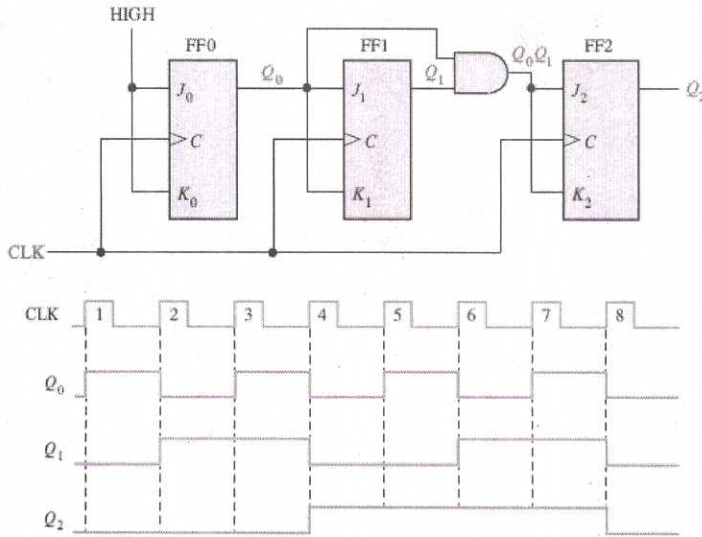 HIGH
FF0
FF1
FF2
Q₀
Q₁
Q₀Q₁
J₀
J₁
J₂
Q₂
C
C
C
K₀
K₁
K₂
CLK
CLK
1 2 3 4 5 6 7 8
Q₀
Q₁
Q₂